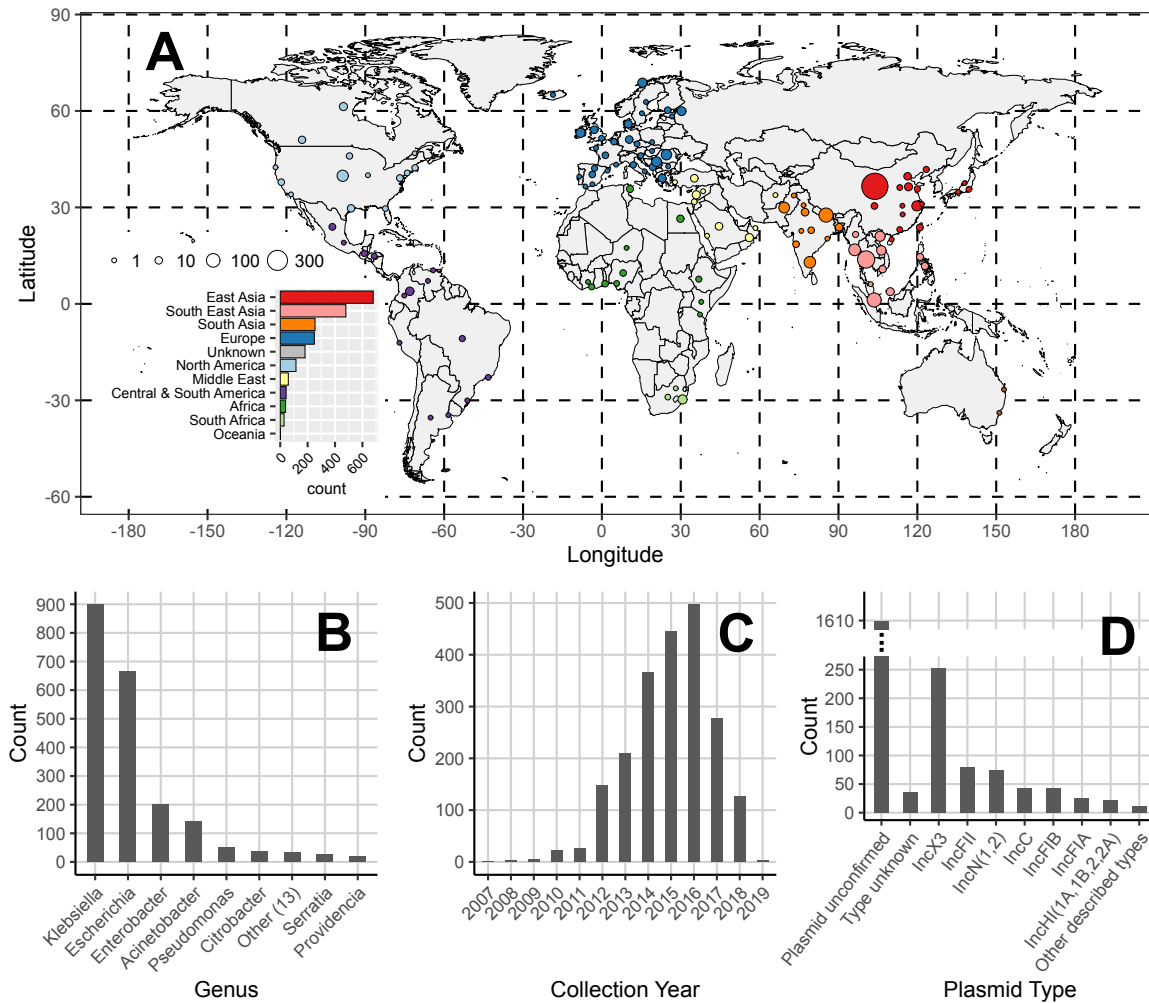 A
90
60
30
0
-30
-60
Latitude
1 10 100 300
East Asia
South East Asia
South Asia
Europe
Unknown
North America
Middle East
Central & South America
Africa
South Africa
Oceania
0 200 400 600
count
-180 -150 -120 -90 -60 -30 0 30 60 90 120 150 180
Longitude
B
900
800
700
600
500
400
300
200
100
0
Count
Klebsiella
Escherichia
Enterobacter
Acinetobacter
Pseudomonas
Citrobacter
Other (13)
Serratia
Providencia
Genus
C
500
400
300
200
100
0
Count
2007
2008
2009
2010
2011
2012
2013
2014
2015
2016
2017
2018
2019
Collection Year
D
1610
250
200
150
100
50
0
Count
Plasmid unconfirmed
Type unknown
IncX3
IncFII
IncN(1,2)
IncC
IncFIB
IncFIA
IncHI(1A, 1B,2,2A)
Other described types
Plasmid Type